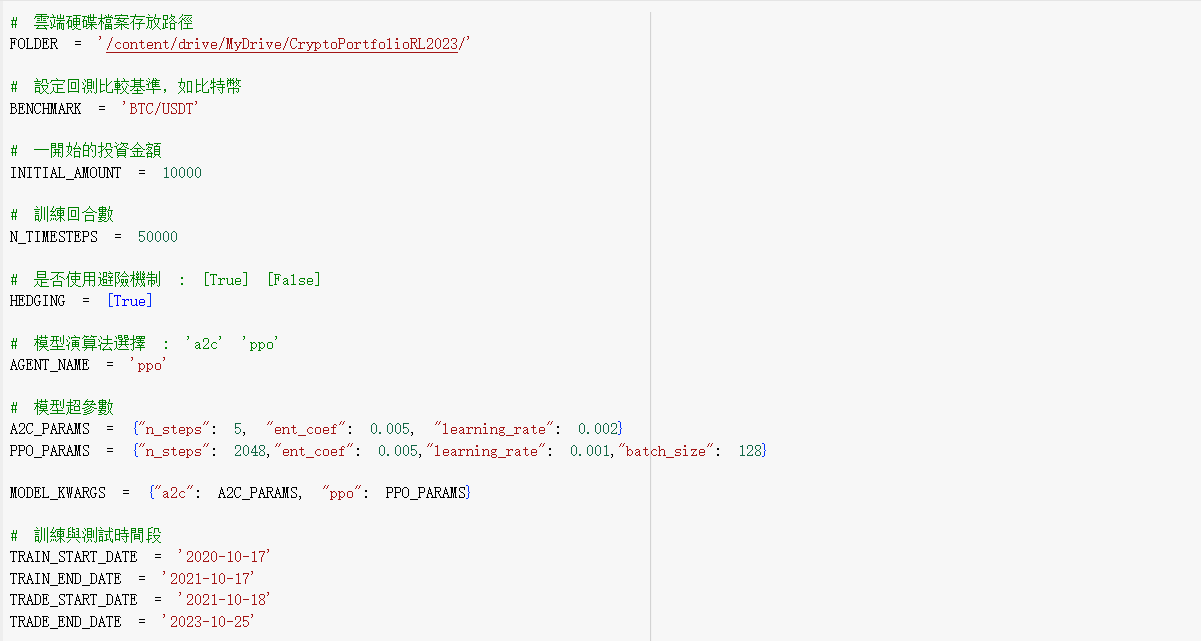 # 雲端硬碟檔案存放路徑
FOLDER = '/content/drive/MyDrive/CryptoPortfolioRL2023/'
# 設定回測比較基準，如比特幣
BENCHMARK = 'BTC/USDT'
# 一開始的投資金額
INITIAL_AMOUNT = 10000
# 訓練回合數
N_TIMESTEPS = 50000
# 是否使用避險機制 : [True] [False]
HEDGING = [True]
# 模型演算法選擇 : 'a2c' 'ppo'
AGENT_NAME = 'ppo'
# 模型超參數
A2C_PARAMS = {"n_steps": 5, "ent_coef": 0.005, "learning_rate": 0.002}
PPO_PARAMS = {"n_steps": 2048,"ent_coef": 0.005,"learning_rate": 0.001,"batch_size": 128}
MODEL_KWARGS = {"a2c": A2C_PARAMS, "ppo": PPO_PARAMS}
# 訓練與測試時間段
TRAIN_START_DATE = '2020-10-17'
TRAIN_END_DATE = '2021-10-17'
TRADE_START_DATE = '2021-10-18'
TRADE_END_DATE = '2023-10-25'